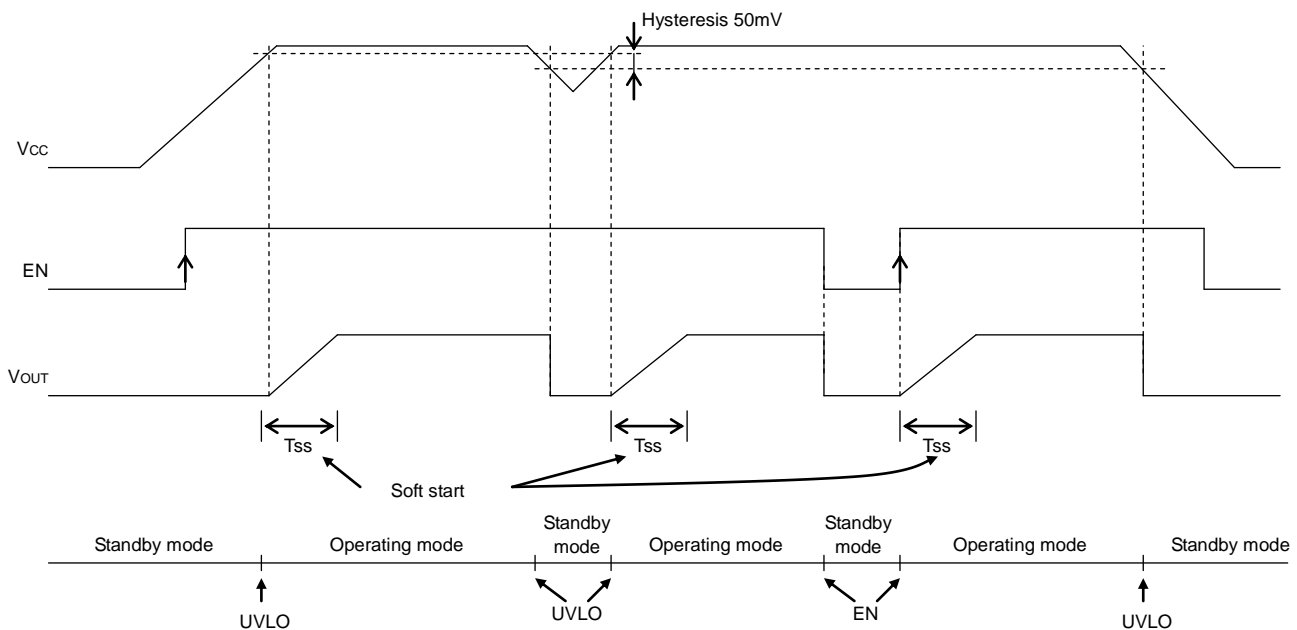 Hysteresis 50mV
VCC
EN
VOUT
Tss
Tss
Tss
Soft start
Standby mode
Operating mode
Standby
mode
Operating mode
Standby
mode
Operating mode
Standby mode
UVLO
UVLO
EN
UVLO